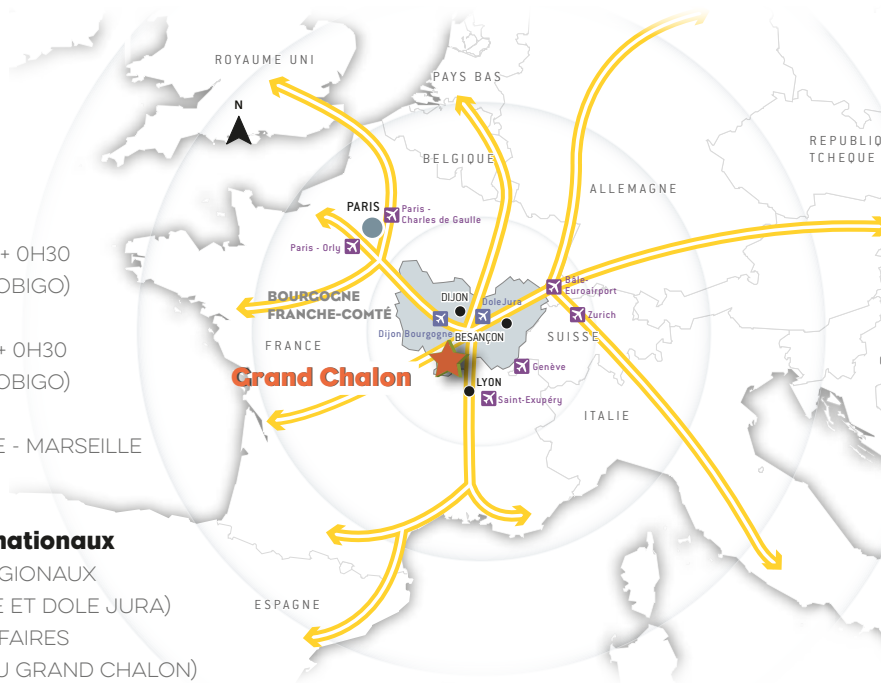 ROYAUME UNI
PAYS BAS
N
BELGIQUE
REPUBLIQ
TCHEQUE
ALLEMAGNE
PARIS
Paris -
Charles de Gaulle
Paris - Orly
+ 0H30
OBIGO)
Bâle-
Euroairport
BOURGOGNE
FRANCHE-COMTÉ
DIJON
DoleJura
Zurich
Dijon Bourgogne
BESANÇON
SUISSE
FRANCE
+ 0H30
OBIGO)
Genève
Grand Chalon
LYON
Saint-Exupéry
ITALIE
E - MARSEILLE
nationaux
GIONAUX
E ET DOLE JURA)
ESPAGNE
FAIRES
U GRAND CHALON)